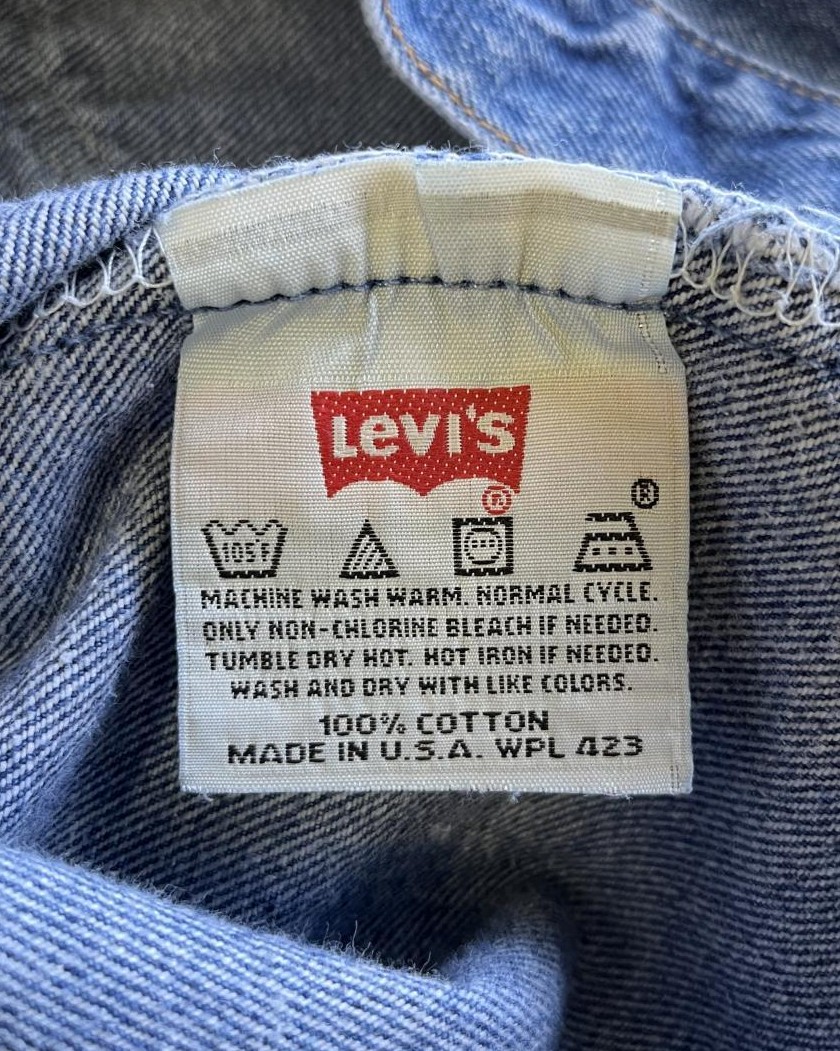 Levi's
®
®
105°F
MACHINE WASH WARM. NORMAL CYCLE.
ONLY NON-CHLORINE BLEACH IF NEEDED.
TUMBLE DRY HOT. HOT IRON IF NEEDED.
WASH AND DRY WITH LIKE COLORS.
100% COTTON
MADE IN U.S.A. WPL 423